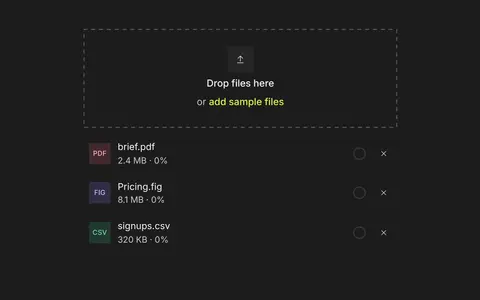 Drop files here
or add sample files
PDF
brief.pdf
2.4 MB · 0%
FIG
Pricing.fig
8.1 MB · 0%
CSV
signups.csv
320 KB · 0%